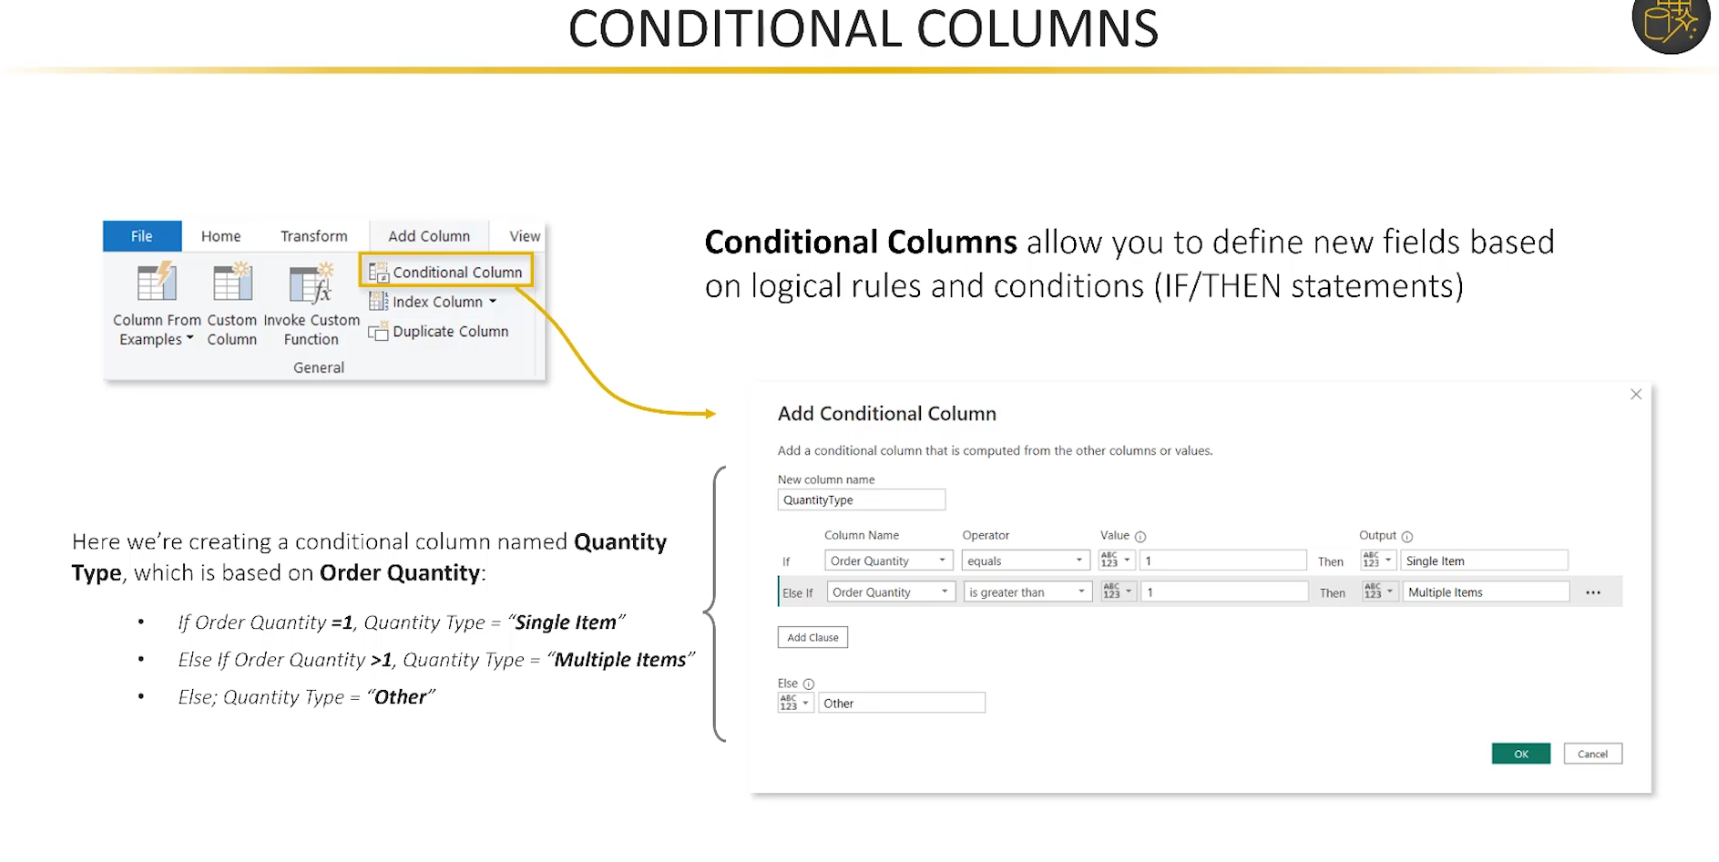 CONDITIONAL COLUMNS
File Home Transform Add Column View
Conditional Column
Index Column
Duplicate Column
Column From Examples
Custom Column
Invoke Custom Function
General
Conditional Columns allow you to define new fields based
on logical rules and conditions (IF/THEN statements)
Here we're creating a conditional column named Quantity
Type, which is based on Order Quantity:
• If Order Quantity =1, Quantity Type = “Single Item”
• Else If Order Quantity >1, Quantity Type = “Multiple Items”
• Else; Quantity Type = “Other”
Add Conditional Column
Add a conditional column that is computed from the other columns or values.
New column name
QuantityType
Column Name Operator Value Output
If Order Quantity equals ABC 123 1 Then ABC 123 Single Item
Else If Order Quantity is greater than ABC 123 1 Then ABC 123 Multiple Items ...
Add Clause
Else
ABC 123 Other
OK Cancel